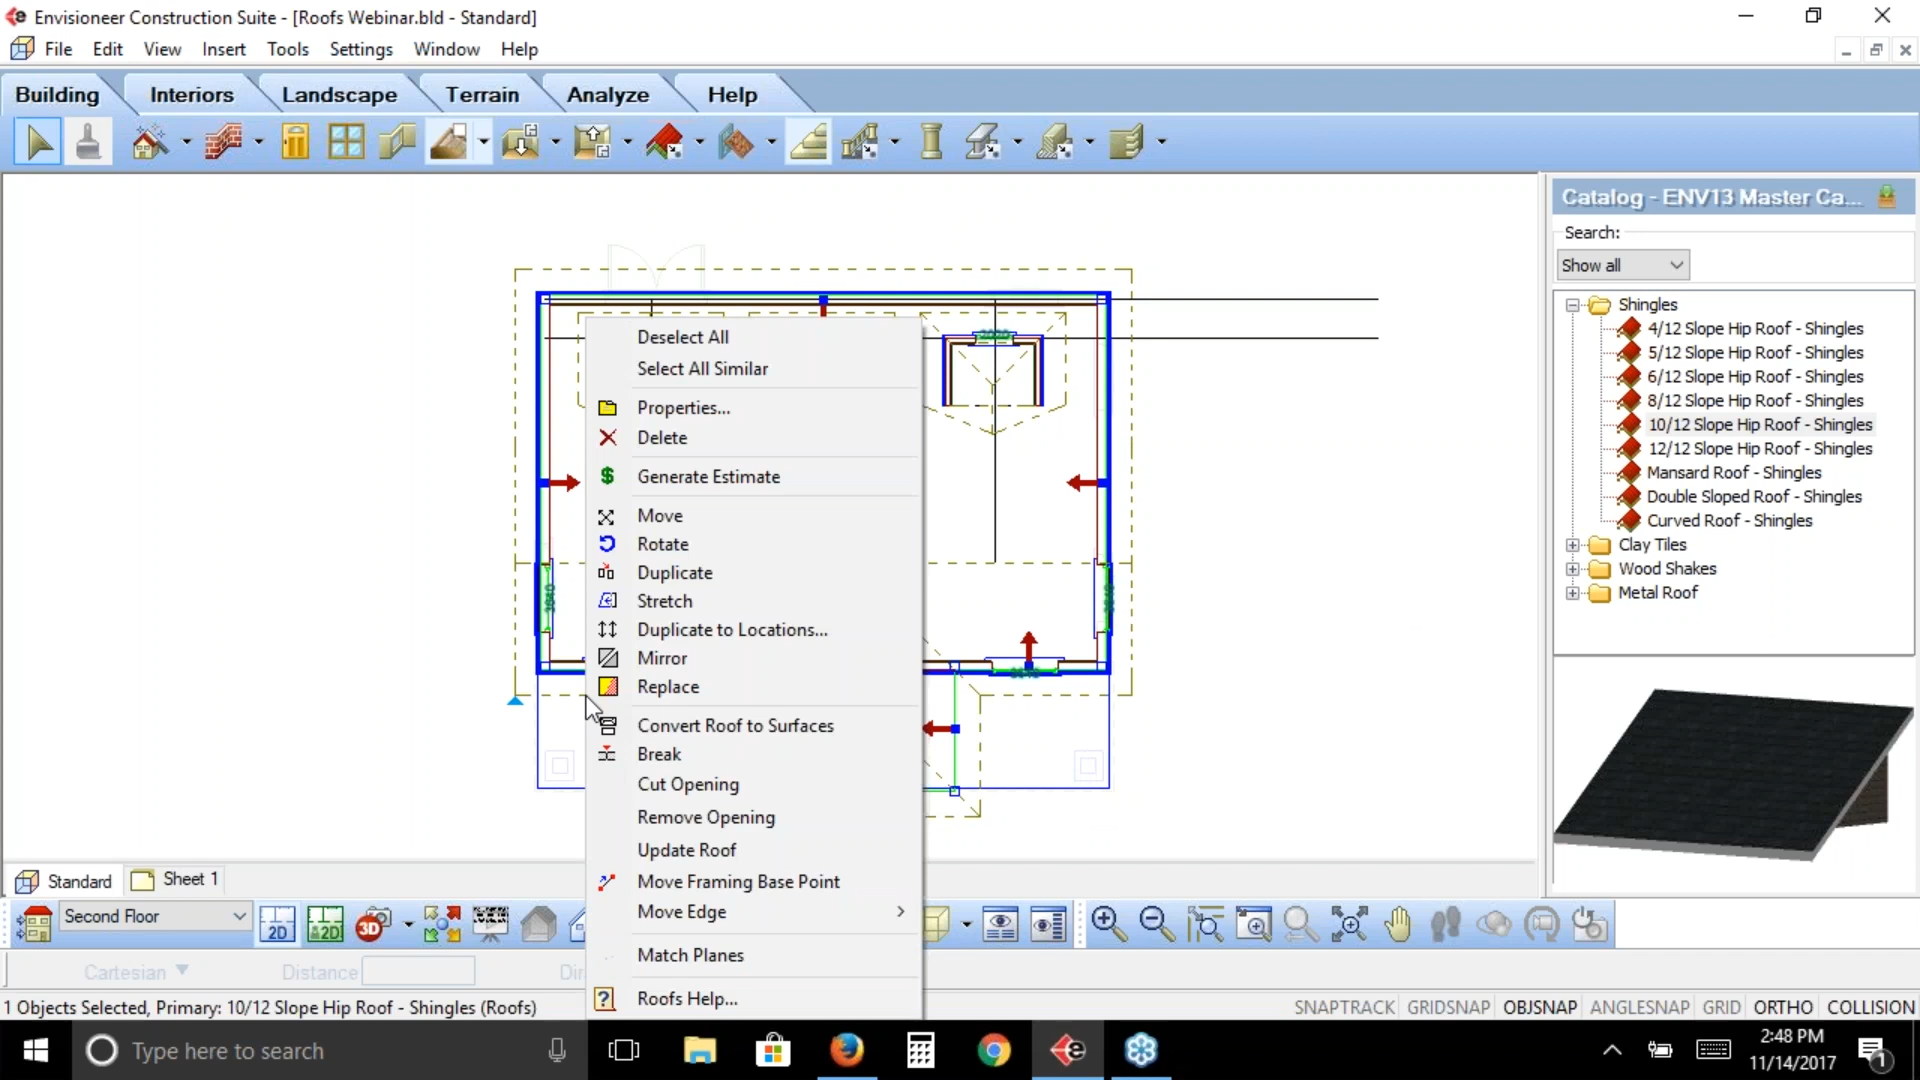 Envisioneer Construction Suite - [Roofs Webinar.bld - Standard]
File Edit View Insert Tools Settings Window Help
Building Interiors Landscape Terrain Analyze Help
Catalog - ENV13 Master Ca...
Search:
Show all
Shingles
4/12 Slope Hip Roof - Shingles
5/12 Slope Hip Roof - Shingles
6/12 Slope Hip Roof - Shingles
8/12 Slope Hip Roof - Shingles
10/12 Slope Hip Roof - Shingles
12/12 Slope Hip Roof - Shingles
Mansard Roof - Shingles
Double Sloped Roof - Shingles
Curved Roof - Shingles
Clay Tiles
Wood Shakes
Metal Roof
Deselect All
Select All Similar
Properties...
Delete
Generate Estimate
Move
Rotate
Duplicate
Stretch
Duplicate to Locations...
Mirror
Replace
Convert Roof to Surfaces
Break
Cut Opening
Remove Opening
Update Roof
Move Framing Base Point
Move Edge
Match Planes
Roofs Help...
Standard Sheet 1
Second Floor 2D 2D 3D
Cartesian Distance Dir
1 Objects Selected, Primary: 10/12 Slope Hip Roof - Shingles (Roofs)
SNAPTRACK GRIDSNAP OBJSNAP ANGLESNAP GRID ORTHO COLLISION
Type here to search
2:48 PM
11/14/2017
1